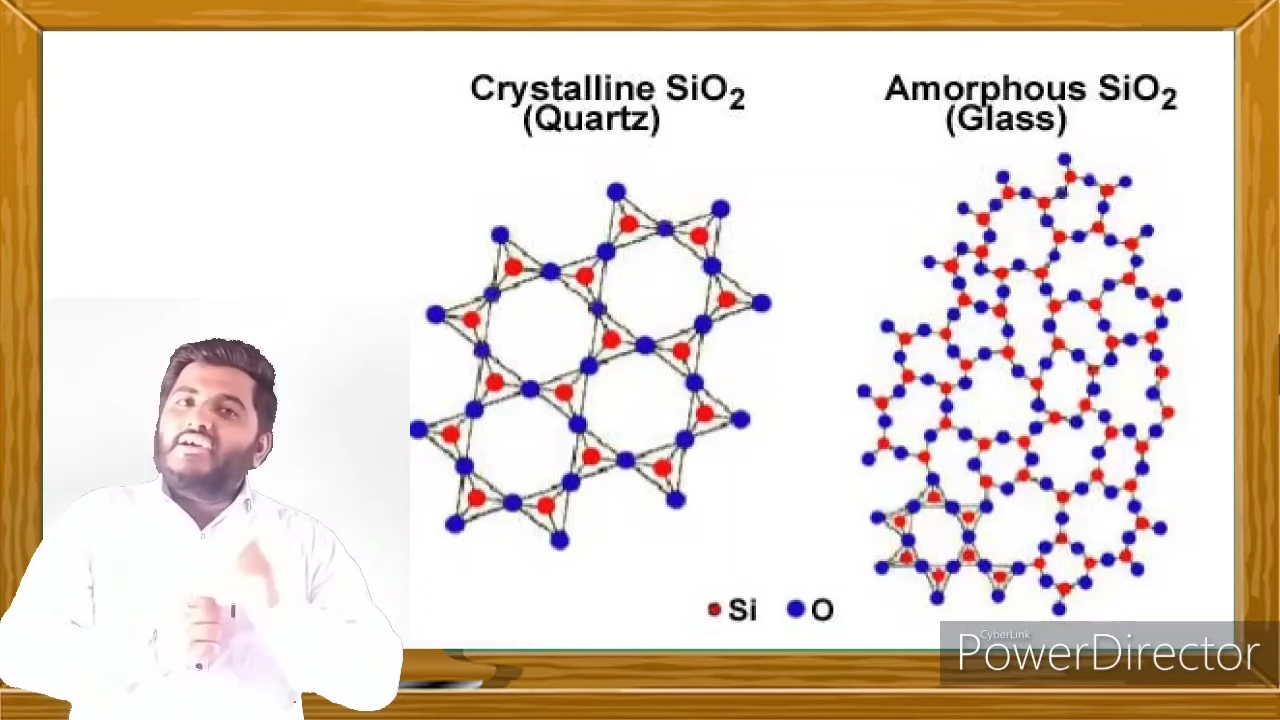 Crystalline SiO₂
(Quartz)
Amorphous SiO₂
(Glass)
Si
O
CyberLink
PowerDirector